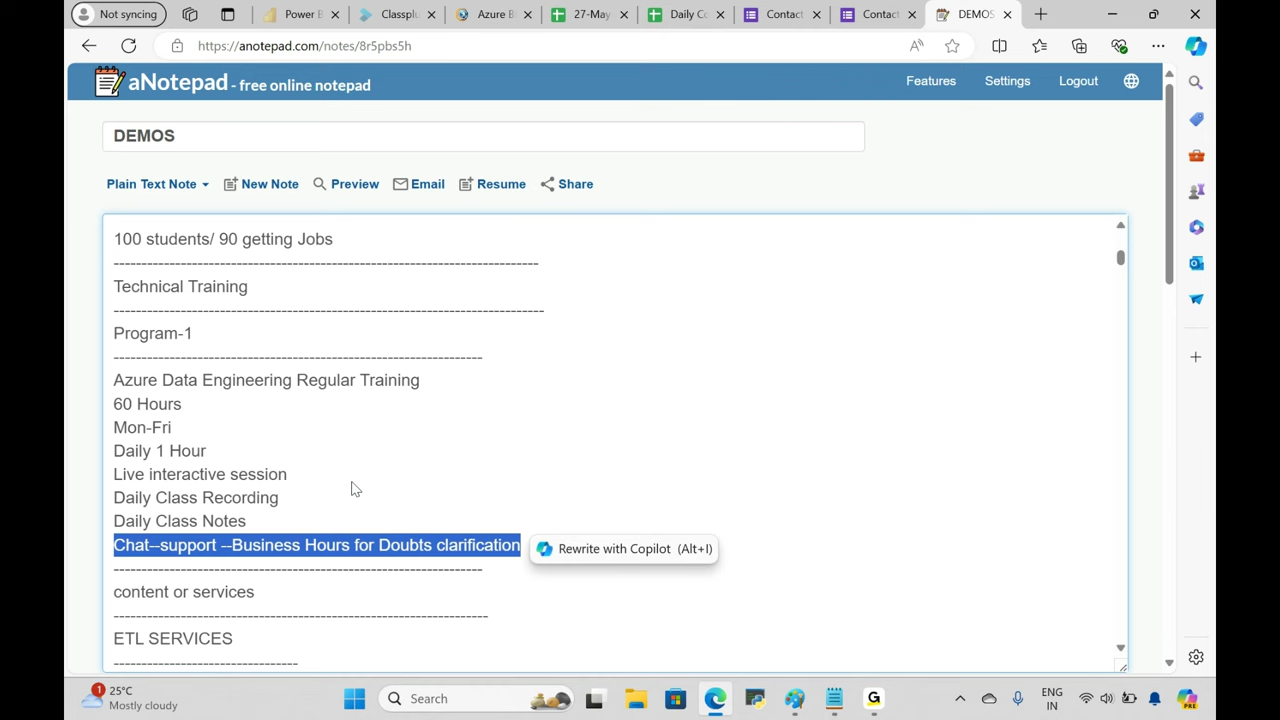 Not syncing
Power B
Classpl
Azure B
27-May
Daily C
Contact
Contac
DEMOS
https://anotepad.com/notes/8r5pbs5h
aNotepad - free online notepad
Features
Settings
Logout
DEMOS
Plain Text Note
New Note
Preview
Email
Resume
Share
100 students/ 90 getting Jobs
----------------------------------------------------------------------------
Technical Training
-----------------------------------------------------------------------------
Program-1
------------------------------------------------------------------
Azure Data Engineering Regular Training
60 Hours
Mon-Fri
Daily 1 Hour
Live interactive session
Daily Class Recording
Daily Class Notes
Chat--support --Business Hours for Doubts clarification
Rewrite with Copilot (Alt+I)
------------------------------------------------------------------
content or services
-------------------------------------------------------------------
ETL SERVICES
---------------------------------
1
25°C
Mostly cloudy
Search
ENG
IN
PRE